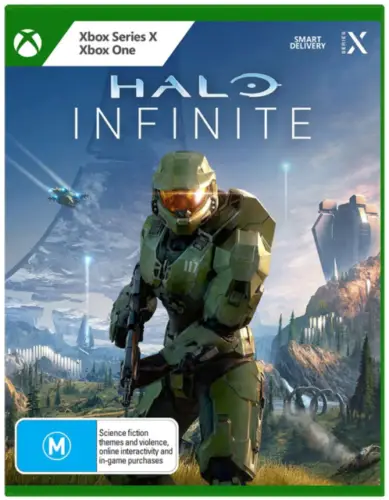 Xbox Series X
Xbox One
SMART
DELIVERY
SERIES X
HALO
INFINITE
117
M
Science fiction
themes and violence,
online interactivity and
in-game purchases